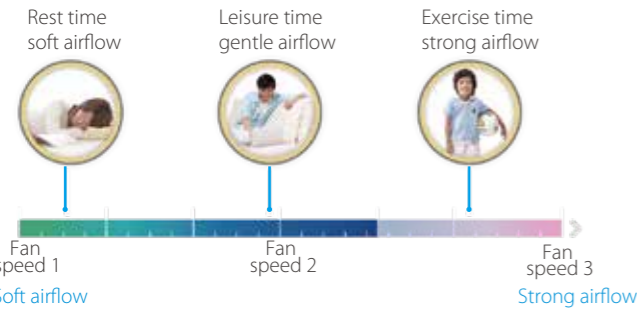 Rest time
soft airflow
Leisure time
gentle airflow
Exercise time
strong airflow
Fan
speed 1
Fan
speed 2
Fan
speed 3
Soft airflow
Strong airflow